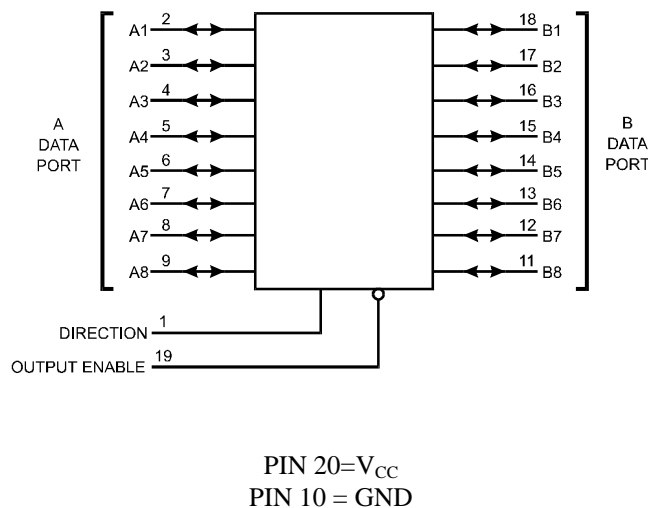 A1 2 18 B1
A2 3 17 B2
A3 4 16 B3
A4 5 15 B4
A5 6 14 B5
A6 7 13 B6
A7 8 12 B7
A8 9 11 B8
A
DATA
PORT
B
DATA
PORT
DIRECTION 1
OUTPUT ENABLE 19
PIN 20=VCC
PIN 10 = GND